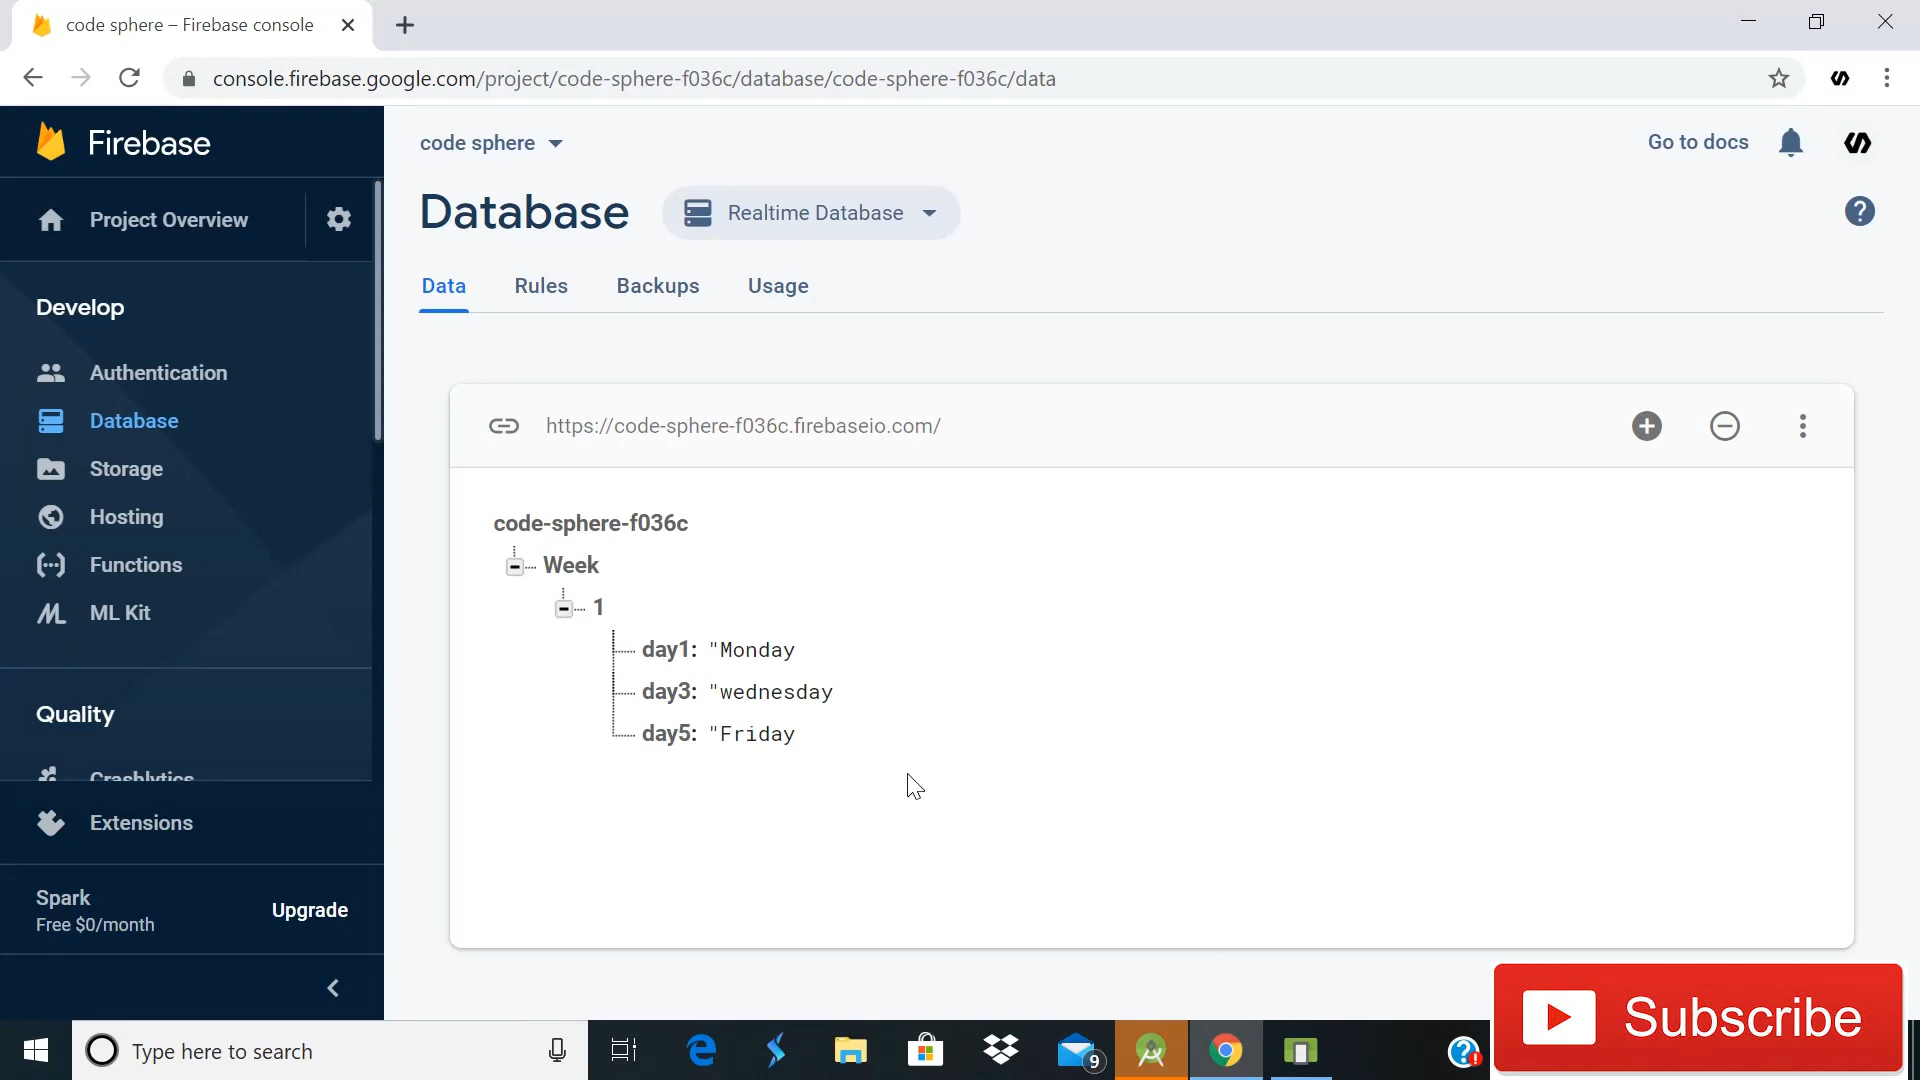 code sphere – Firebase console
console.firebase.google.com/project/code-sphere-f036c/database/code-sphere-f036c/data
Firebase
code sphere
Go to docs
Project Overview
Database
Realtime Database
Data
Rules
Backups
Usage
Develop
Authentication
Database
Storage
Hosting
Functions
ML Kit
https://code-sphere-f036c.firebaseio.com/
code-sphere-f036c
Week
1
day1: "Monday
day3: "wednesday
day5: "Friday
Quality
Crashlytics
Extensions
Spark
Free $0/month
Upgrade
Type here to search
9
Subscribe